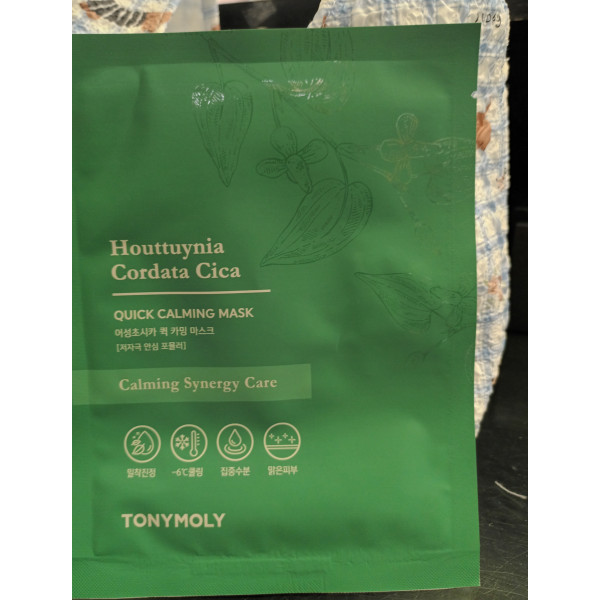 Houttuynia
Cordata Cica
QUICK CALMING MASK
어성초시카 퀵 카밍 마스크
[저자극 안심 포뮬러]
Calming Synergy Care
밀착진정 -6℃쿨링 집중수분 맑은피부
TONYMOLY